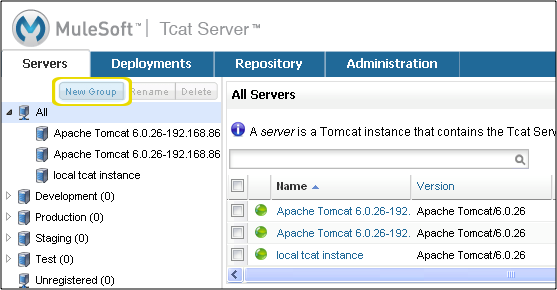 MuleSoft™ | Tcat Server™
Servers Deployments Repository Administration
New Group Rename Delete
All
Apache Tomcat 6.0.26-192.168.86
Apache Tomcat 6.0.26-192.168.86
local tcat instance
Development (0)
Production (0)
Staging (0)
Test (0)
Unregistered (0)
All Servers
A server is a Tomcat instance that contains the Tcat Serv
Name Version
Apache Tomcat 6.0.26-192. Apache Tomcat/6.0.26
Apache Tomcat 6.0.26-192. Apache Tomcat/6.0.26
local tcat instance Apache Tomcat/6.0.26